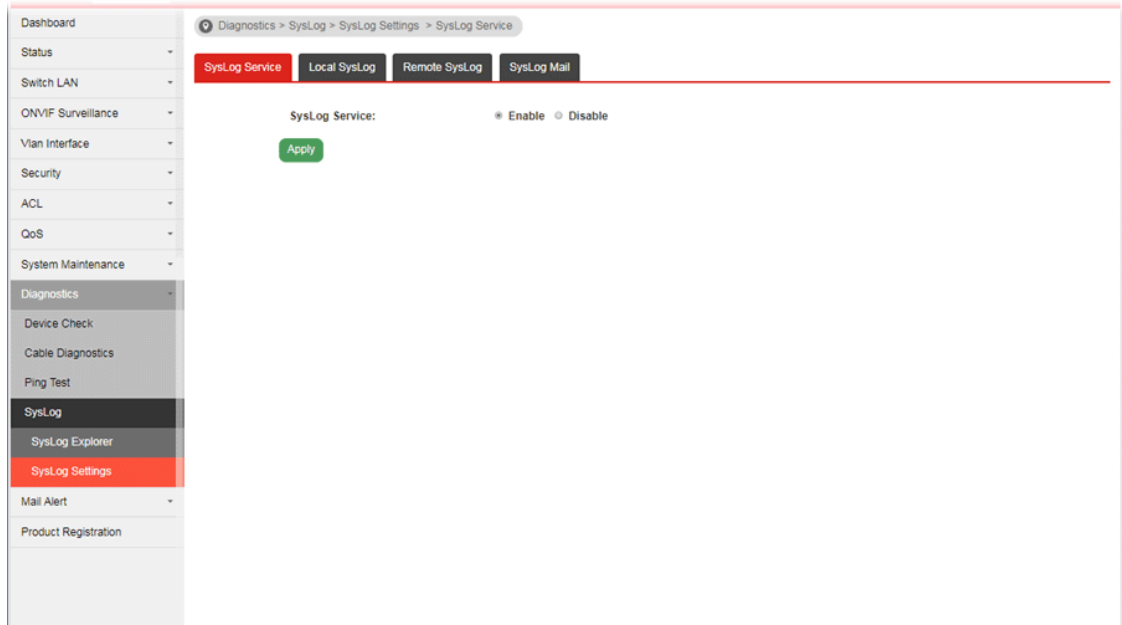 Dashboard
Status
Switch LAN
ONVIF Surveillance
Vlan Interface
Security
ACL
QoS
System Maintenance
Diagnostics
Device Check
Cable Diagnostics
Ping Test
SysLog
SysLog Explorer
SysLog Settings
Mail Alert
Product Registration
Diagnostics > SysLog > SysLog Settings > SysLog Service
SysLog Service Local SysLog Remote SysLog SysLog Mail
SysLog Service: Enable Disable
Apply